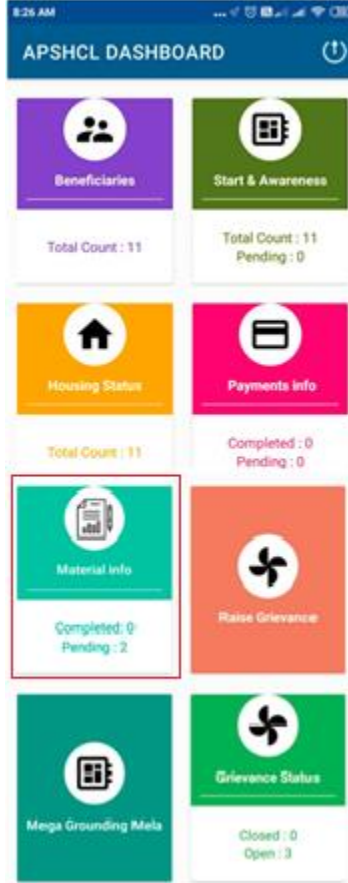 8:26 AM
APSHCL DASHBOARD
Beneficiaries
Total Count : 11
Start & Awareness
Total Count : 11
Pending : 0
Housing Status
Total Count : 11
Payments info
Completed : 0
Pending : 0
Material info
Completed: 0
Pending : 2
Raise Grievance
Mega Grounding Mela
Grievance Status
Closed : 0
Open : 3